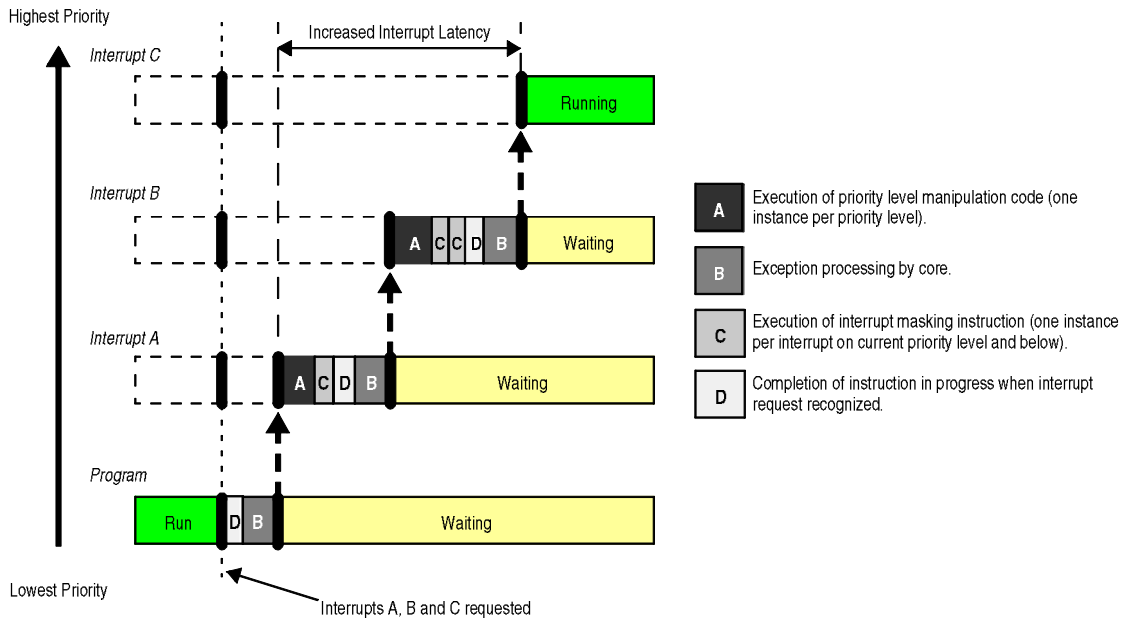 Highest Priority
Increased Interrupt Latency
Interrupt C
Running
Interrupt B
A C C D B Waiting
Interrupt A
A C D B Waiting
Program
Run D B Waiting
Lowest Priority
Interrupts A, B and C requested
A
Execution of priority level manipulation code (one
instance per priority level).
B
Exception processing by core.
C
Execution of interrupt masking instruction (one instance
per interrupt on current priority level and below).
D
Completion of instruction in progress when interrupt
request recognized.